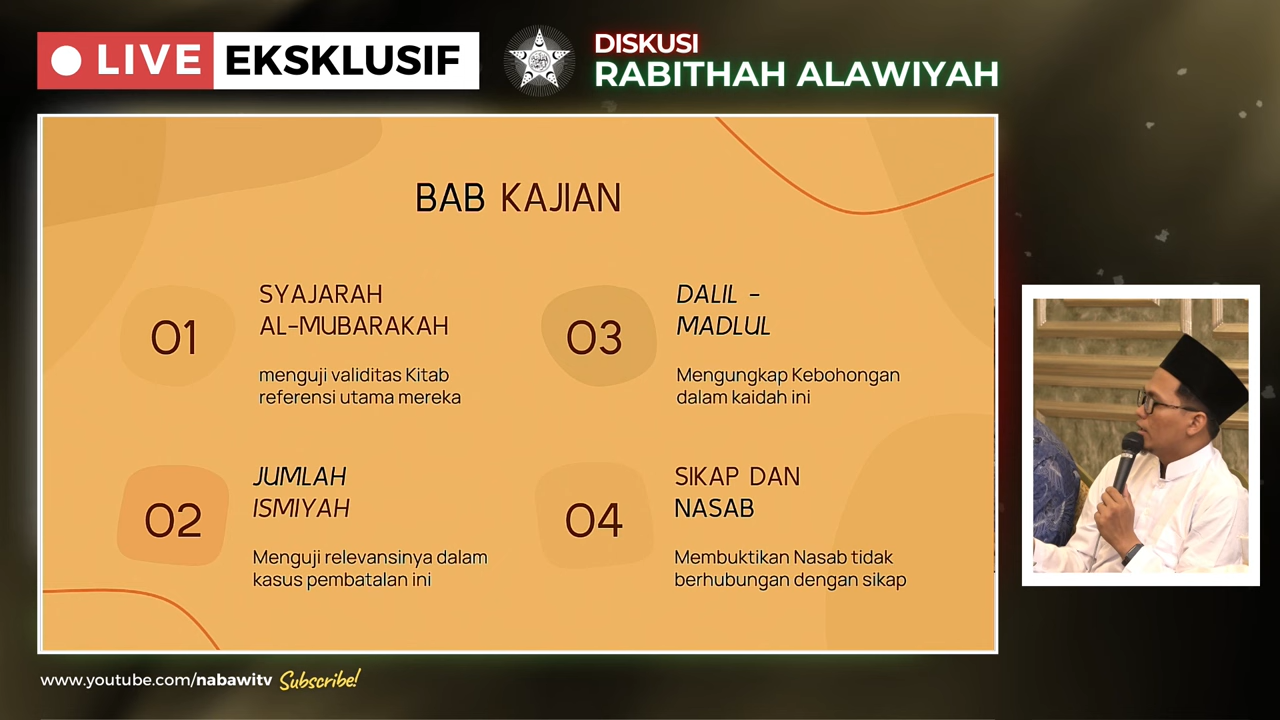 LIVE EKSKLUSIF
DISKUSI
RABITHAH ALAWIYAH
BAB KAJIAN
01
SYAJARAH
AL-MUBARAKAH
menguji validitas Kitab
referensi utama mereka
02
JUMLAH
ISMIYAH
Menguji relevansinya dalam
kasus pembatalan ini
03
DALIL -
MADLUL
Mengungkap Kebohongan
dalam kaidah ini
04
SIKAP DAN
NASAB
Membuktikan Nasab tidak
berhubungan dengan sikap
www.youtube.com/nabawitv Subscribe!